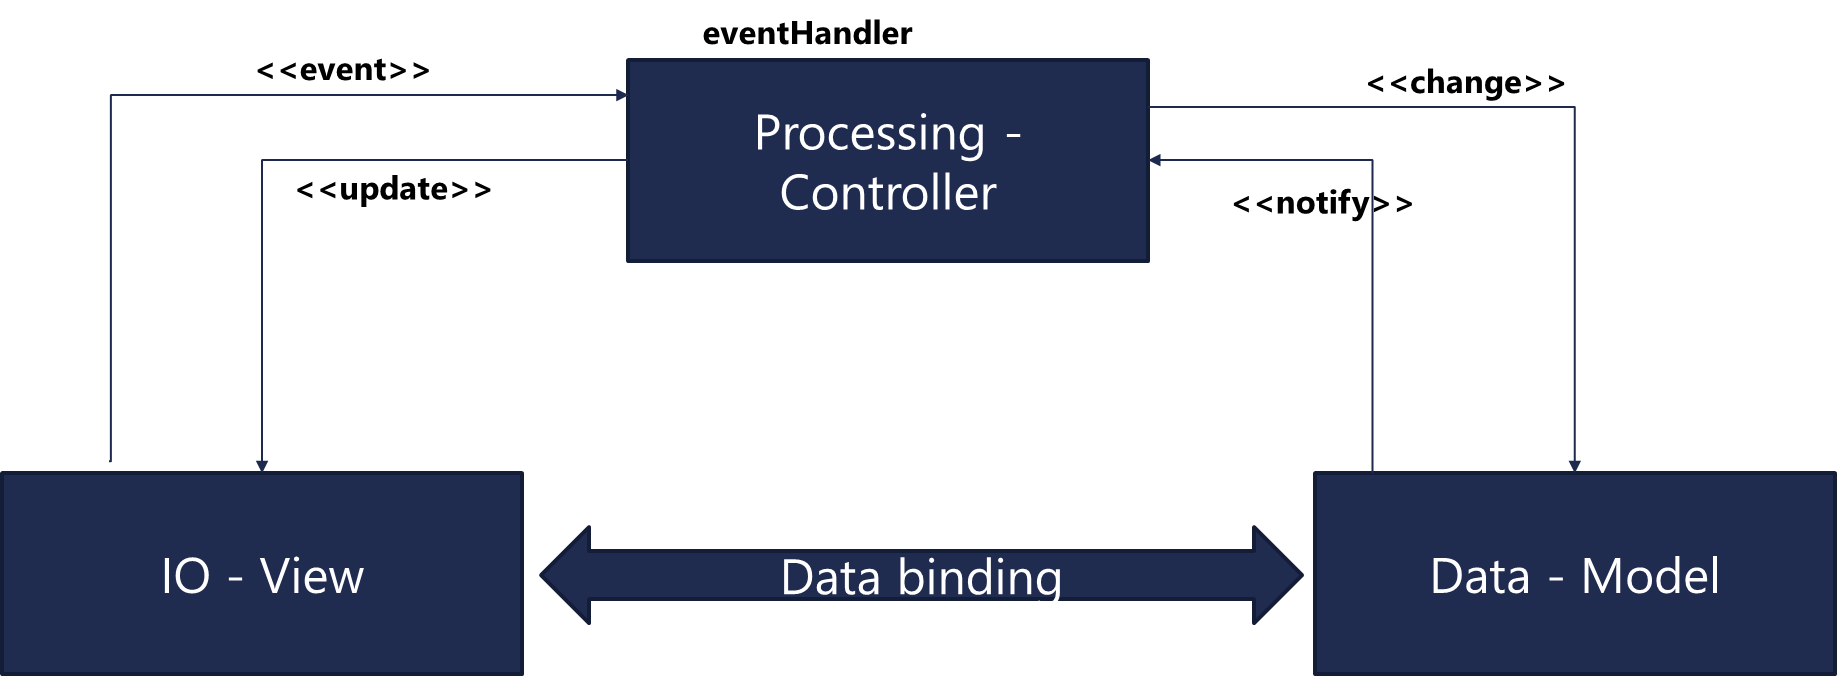 eventHandler
<<event>>
<<change>>
Processing -
Controller
<<update>>
<<notify>>
IO - View
Data binding
Data - Model